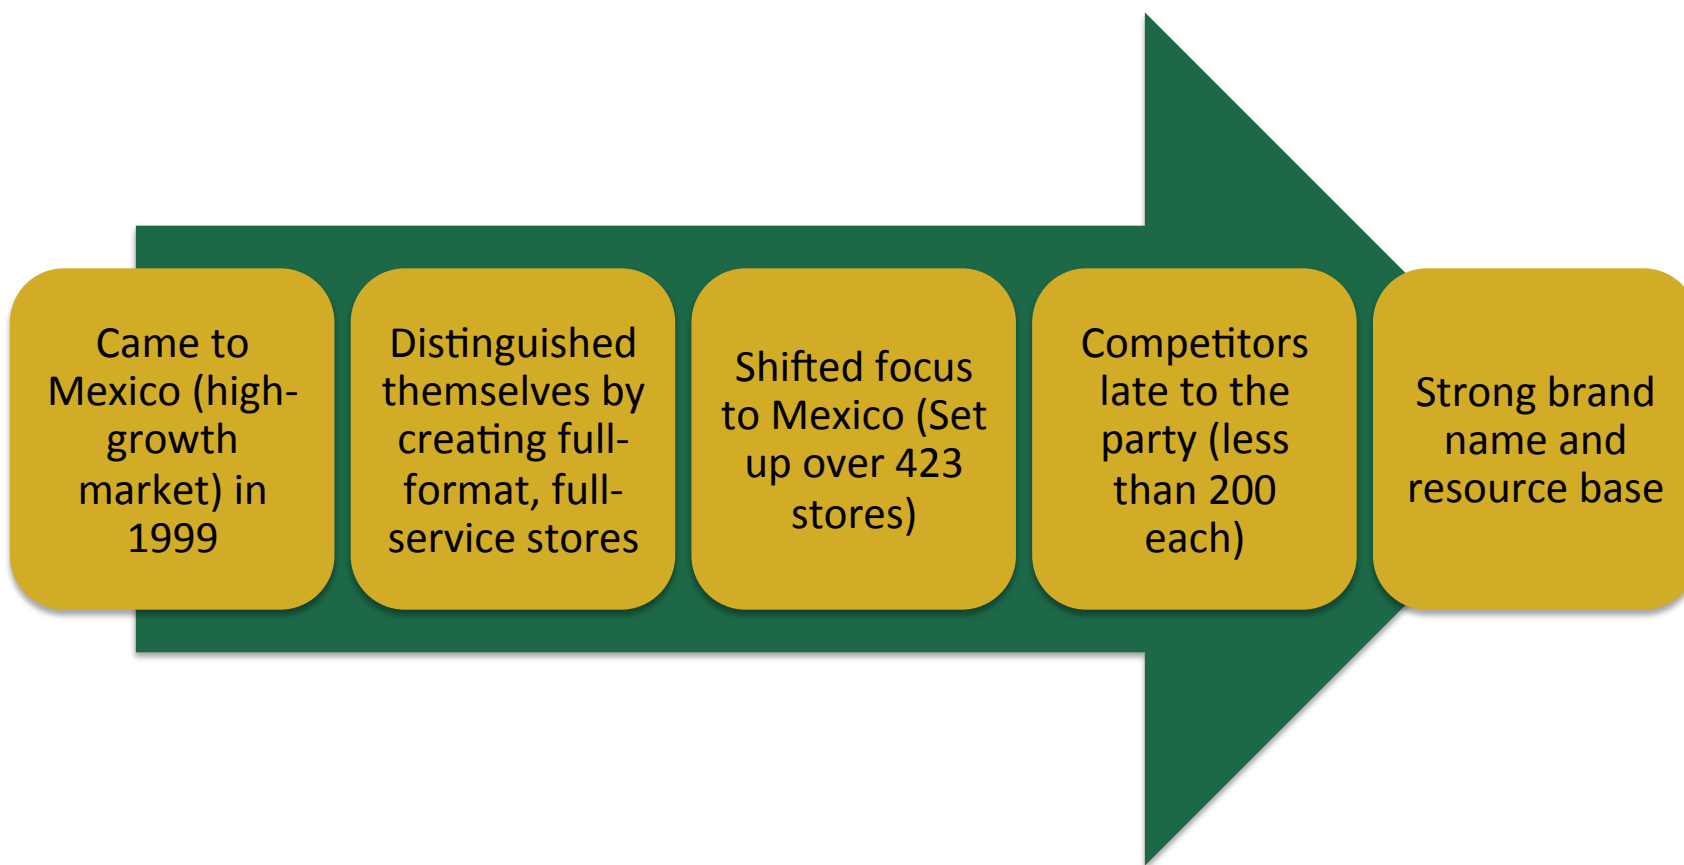 Came to
Mexico (high-
growth
market) in
1999
Distinguished
themselves by
creating full-
format, full-
service stores
Shifted focus
to Mexico (Set
up over 423
stores)
Competitors
late to the
party (less
than 200
each)
Strong brand
name and
resource base